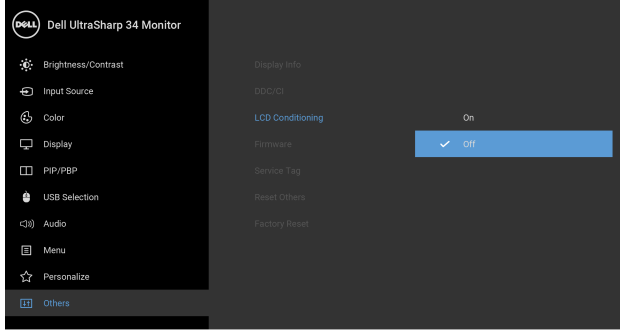 DELL Dell UltraSharp 34 Monitor
Brightness/Contrast
Input Source
Color
Display
PIP/PBP
USB Selection
Audio
Menu
Personalize
Others
Display Info
DDC/CI
LCD Conditioning
Firmware
Service Tag
Reset Others
Factory Reset
On
Off